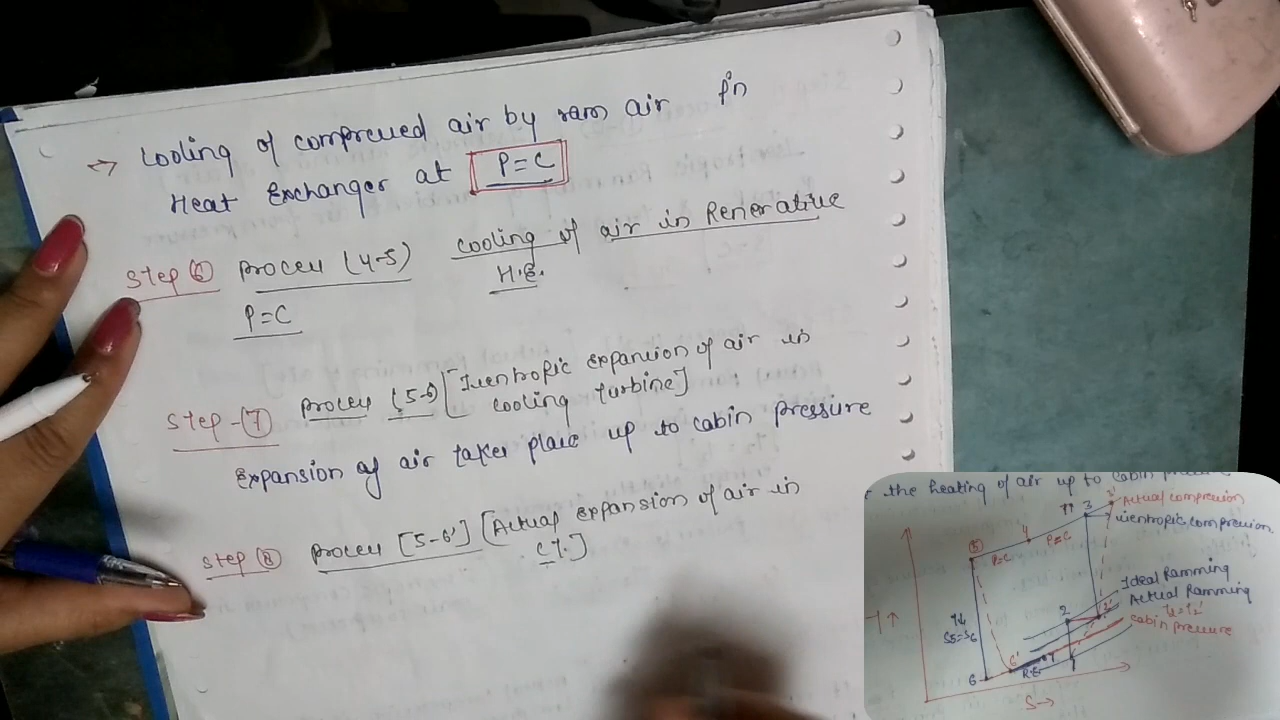 → Cooling of compressed air by ram air in
Heat Exchanger at P=C
Step ⑥ Process (4-5) cooling of air in Renerative
H.E.
P=C
Step-⑦ Process (5-6) [Isentropic expansion of air in
cooling turbine]
Expansion of air takes place up to cabin pressure
Step ⑧ Process [5-6'] [Actual expansion of air in
C.T.]
the heating of air up to cabin
3 3' Actual compression
isentropic compression
⑤ 4 P=C
P=C
Ideal Ramming
Actual Ramming
2 2'
cabin pressure
S5=S6
T↑
6' R.E.
6 1
S→